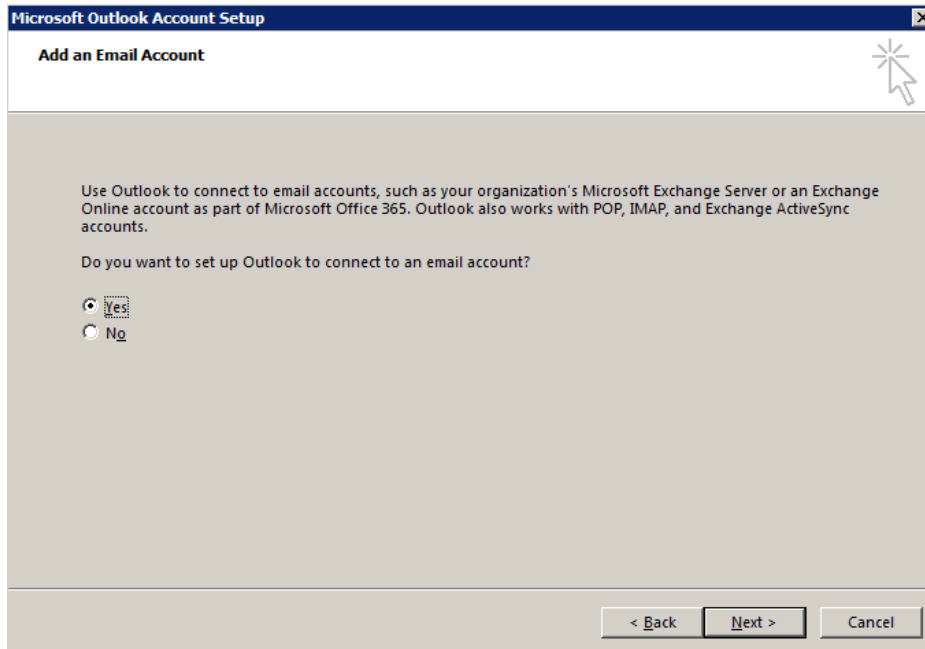 Microsoft Outlook Account Setup
Add an Email Account
Use Outlook to connect to email accounts, such as your organization's Microsoft Exchange Server or an Exchange
Online account as part of Microsoft Office 365. Outlook also works with POP, IMAP, and Exchange ActiveSync
accounts.
Do you want to set up Outlook to connect to an email account?
Yes
No
< Back Next > Cancel